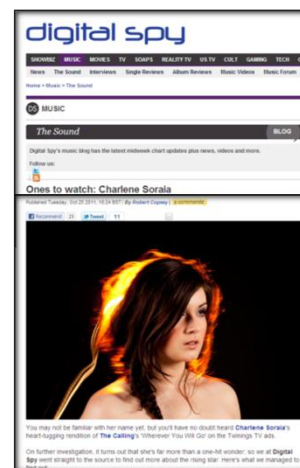 digital spy
SHOWBIZ MUSIC MOVIES TV SOAPS REALITY TV US TV CULT GAMING TECH
News The Sound Interviews Single Reviews Album Reviews Music Videos Music Forum
Home > Music > The Sound
DS MUSIC
The Sound BLOG
Digital Spy's music blog has the latest midweek chart updates plus news, videos and more.
Follow us:
Ones to watch: Charlene Soraia
Published Tuesday, Oct 25 2011, 16:24 BST | By Robert Copsey |
Recommend 25 Tweet 11
You may not be familiar with her name yet, but you'll have no doubt heard Charlene Soraia's
heart-tugging rendition of The Calling's 'Wherever You Will Go' on the Twinings TV ads.
On further investigation, it turns out that she's far more than a one-hit wonder; so we at Digital
Spy went straight to the source to find out more about the rising star. Here's what we managed to
find out